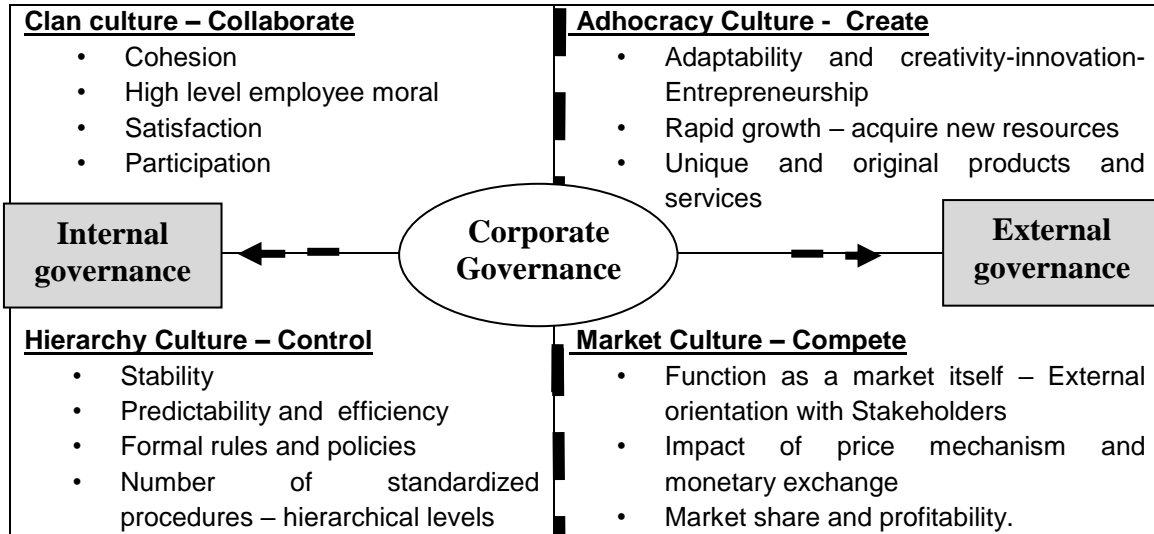 Clan culture – Collaborate
• Cohesion
• High level employee moral
• Satisfaction
• Participation
Adhocracy Culture - Create
• Adaptability and creativity-innovation-
Entrepreneurship
• Rapid growth – acquire new resources
• Unique and original products and
services
Internal
governance
Corporate
Governance
External
governance
Hierarchy Culture – Control
• Stability
• Predictability and efficiency
• Formal rules and policies
• Number of standardized
procedures – hierarchical levels
Market Culture – Compete
• Function as a market itself – External
orientation with Stakeholders
• Impact of price mechanism and
monetary exchange
• Market share and profitability.